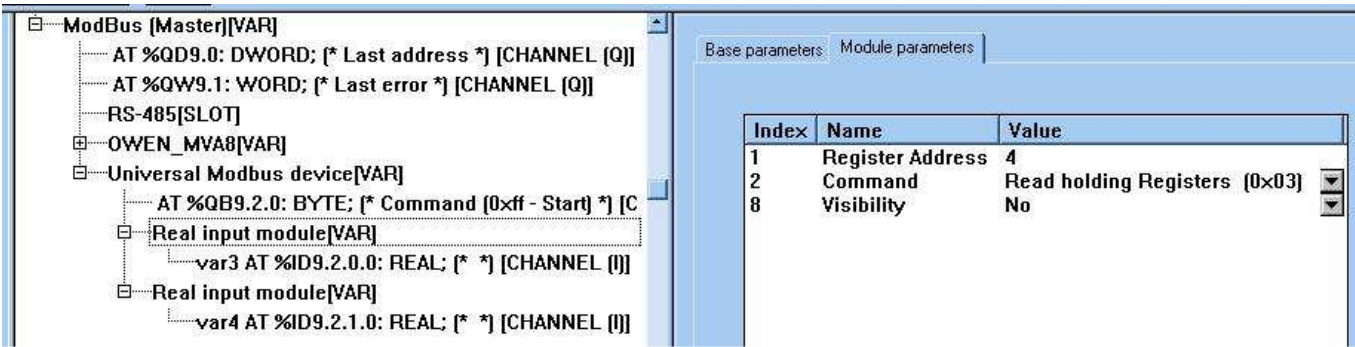 ModBus (Master)[VAR]
AT %QD9.0: DWORD; (* Last address *) [CHANNEL (Q)]
AT %QW9.1: WORD; (* Last error *) [CHANNEL (Q)]
RS-485[SLOT]
OWEN_MVA8[VAR]
Universal Modbus device[VAR]
AT %QB9.2.0: BYTE; (* Command (0xff - Start) *) [C
Real input module[VAR]
var3 AT %ID9.2.0.0: REAL; (* *) [CHANNEL (I)]
Real input module[VAR]
var4 AT %ID9.2.1.0: REAL; (* *) [CHANNEL (I)]
Base parameters Module parameters
Index Name Value
1 Register Address 4
2 Command Read holding Registers (0x03)
8 Visibility No